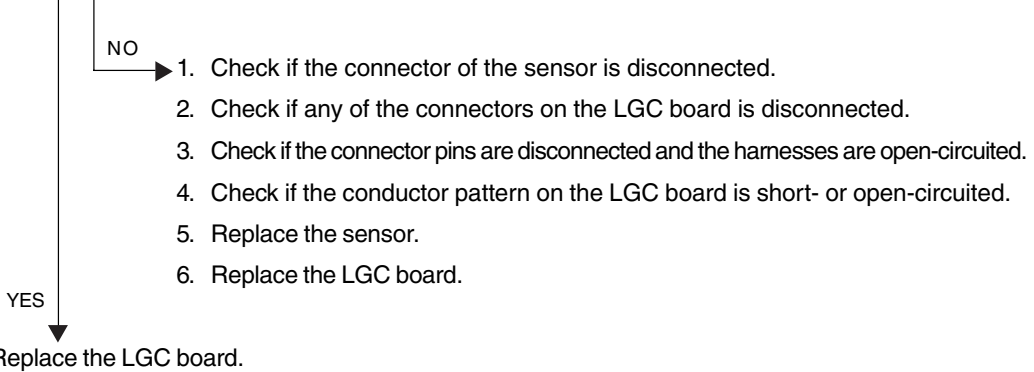 NO
1. Check if the connector of the sensor is disconnected.
2. Check if any of the connectors on the LGC board is disconnected.
3. Check if the connector pins are disconnected and the harnesses are open-circuited.
4. Check if the conductor pattern on the LGC board is short- or open-circuited.
5. Replace the sensor.
6. Replace the LGC board.
YES
Replace the LGC board.